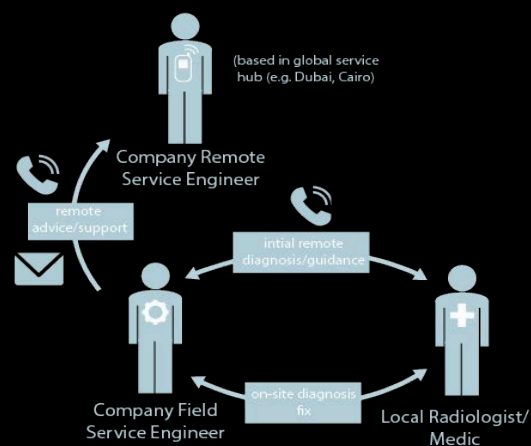 (based in global service
hub (e.g. Dubai, Cairo)
Company Remote
Service Engineer
remote
advice/support
intial remote
diagnosis/guidance
on-site diagnosis
fix
Company Field
Service Engineer
Local Radiologist/
Medic